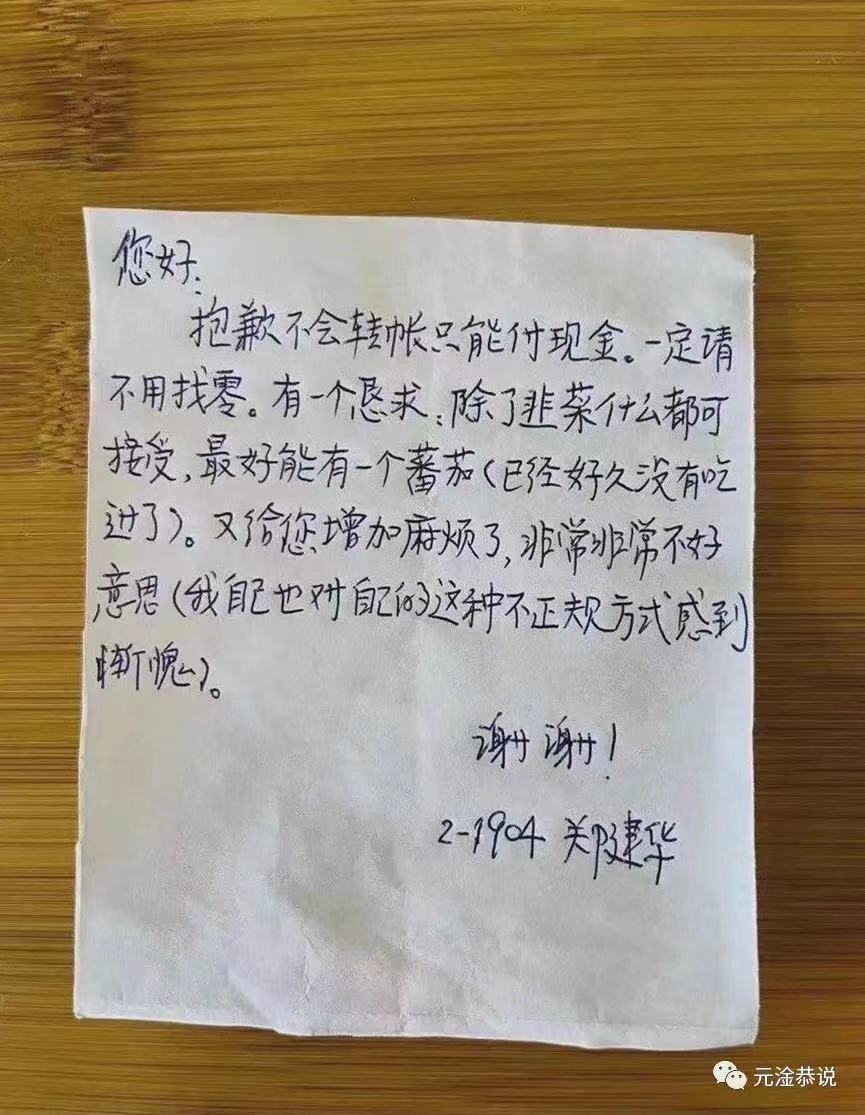 您好:
抱歉不会转帐只能付现金。一定请
不用找零。有一个恳求:除了韭菜什么都可
接受,最好能有一个蕃茄(已经好久没有吃
过了)。又给您增加麻烦了,非常非常不好
意思(我自己也对自己的这种不正规方式感到
惭愧)。
谢谢!
2-1904 郑建华
元淦恭说